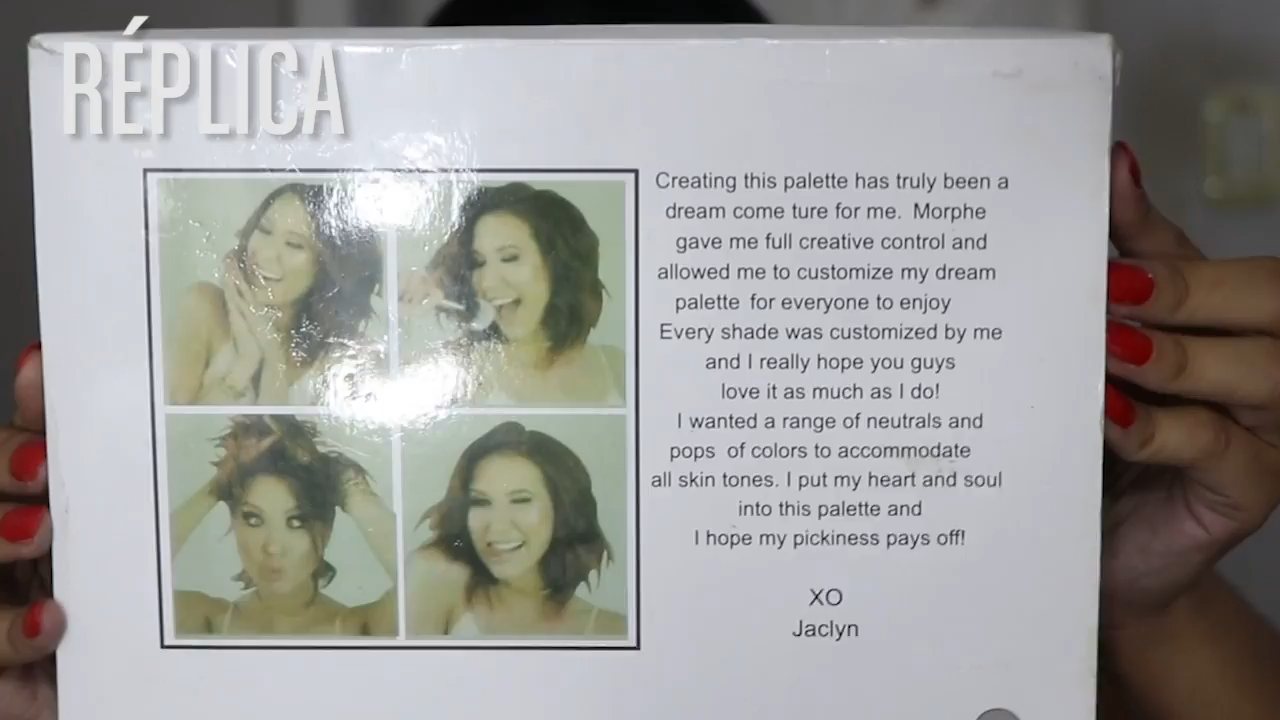 RÉPLICA
Creating this palette has truly been a
dream come ture for me. Morphe
gave me full creative control and
allowed me to customize my dream
palette for everyone to enjoy
Every shade was customized by me
and I really hope you guys
love it as much as I do!
I wanted a range of neutrals and
pops of colors to accommodate
all skin tones. I put my heart and soul
into this palette and
I hope my pickiness pays off!
XO
Jaclyn